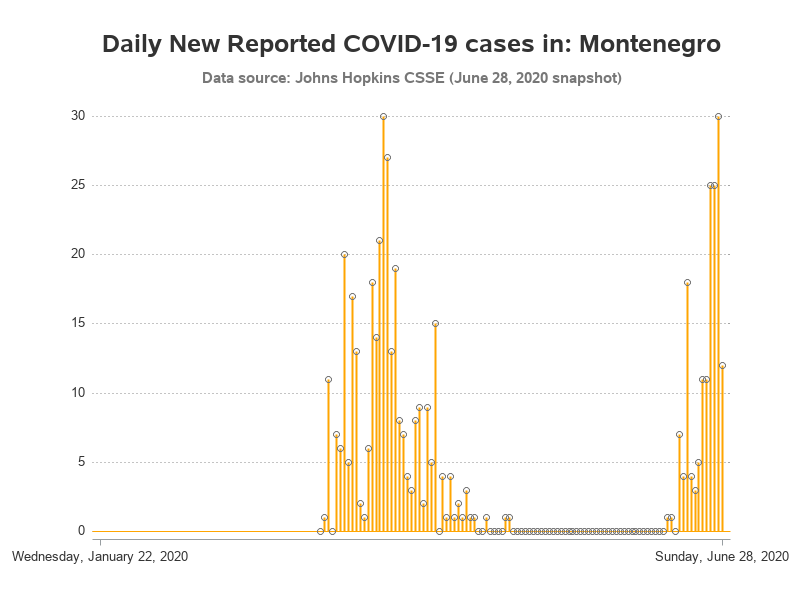 Daily New Reported COVID-19 cases in: Montenegro
Data source: Johns Hopkins CSSE (June 28, 2020 snapshot)
30
25
20
15
10
5
0
Wednesday, January 22, 2020
Sunday, June 28, 2020